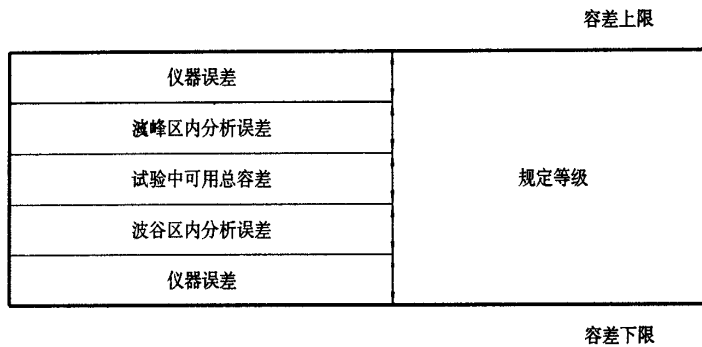 容差上限
仪器误差
波峰区内分析误差
试验中可用总容差
规定等级
波谷区内分析误差
仪器误差
容差下限